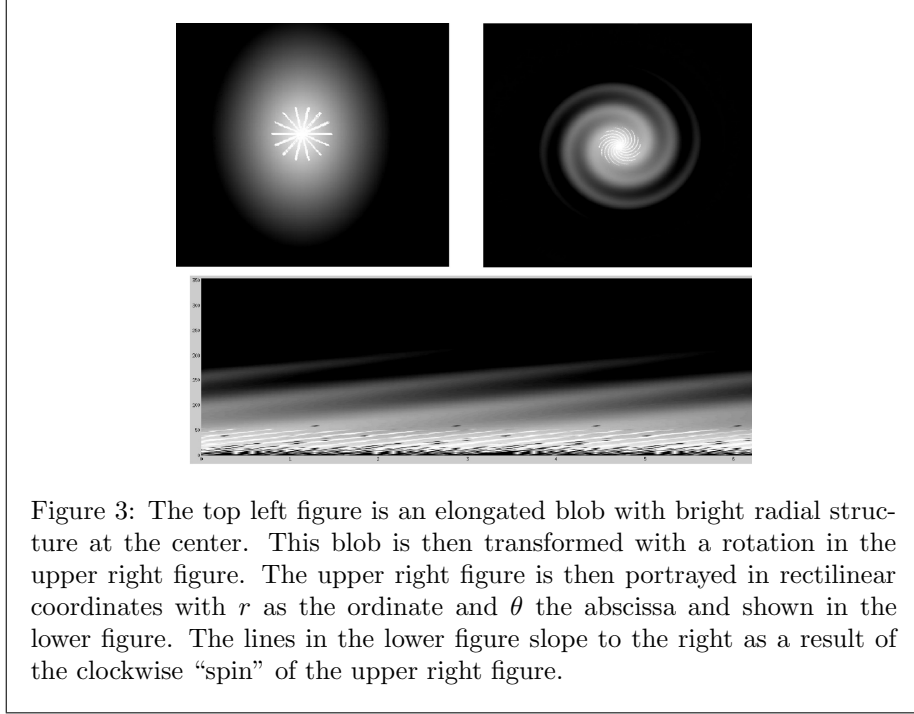 Figure 3: The top left figure is an elongated blob with bright radial struc-
ture at the center. This blob is then transformed with a rotation in the
upper right figure. The upper right figure is then portrayed in rectilinear
coordinates with r as the ordinate and θ the abscissa and shown in the
lower figure. The lines in the lower figure slope to the right as a result of
the clockwise “spin” of the upper right figure.